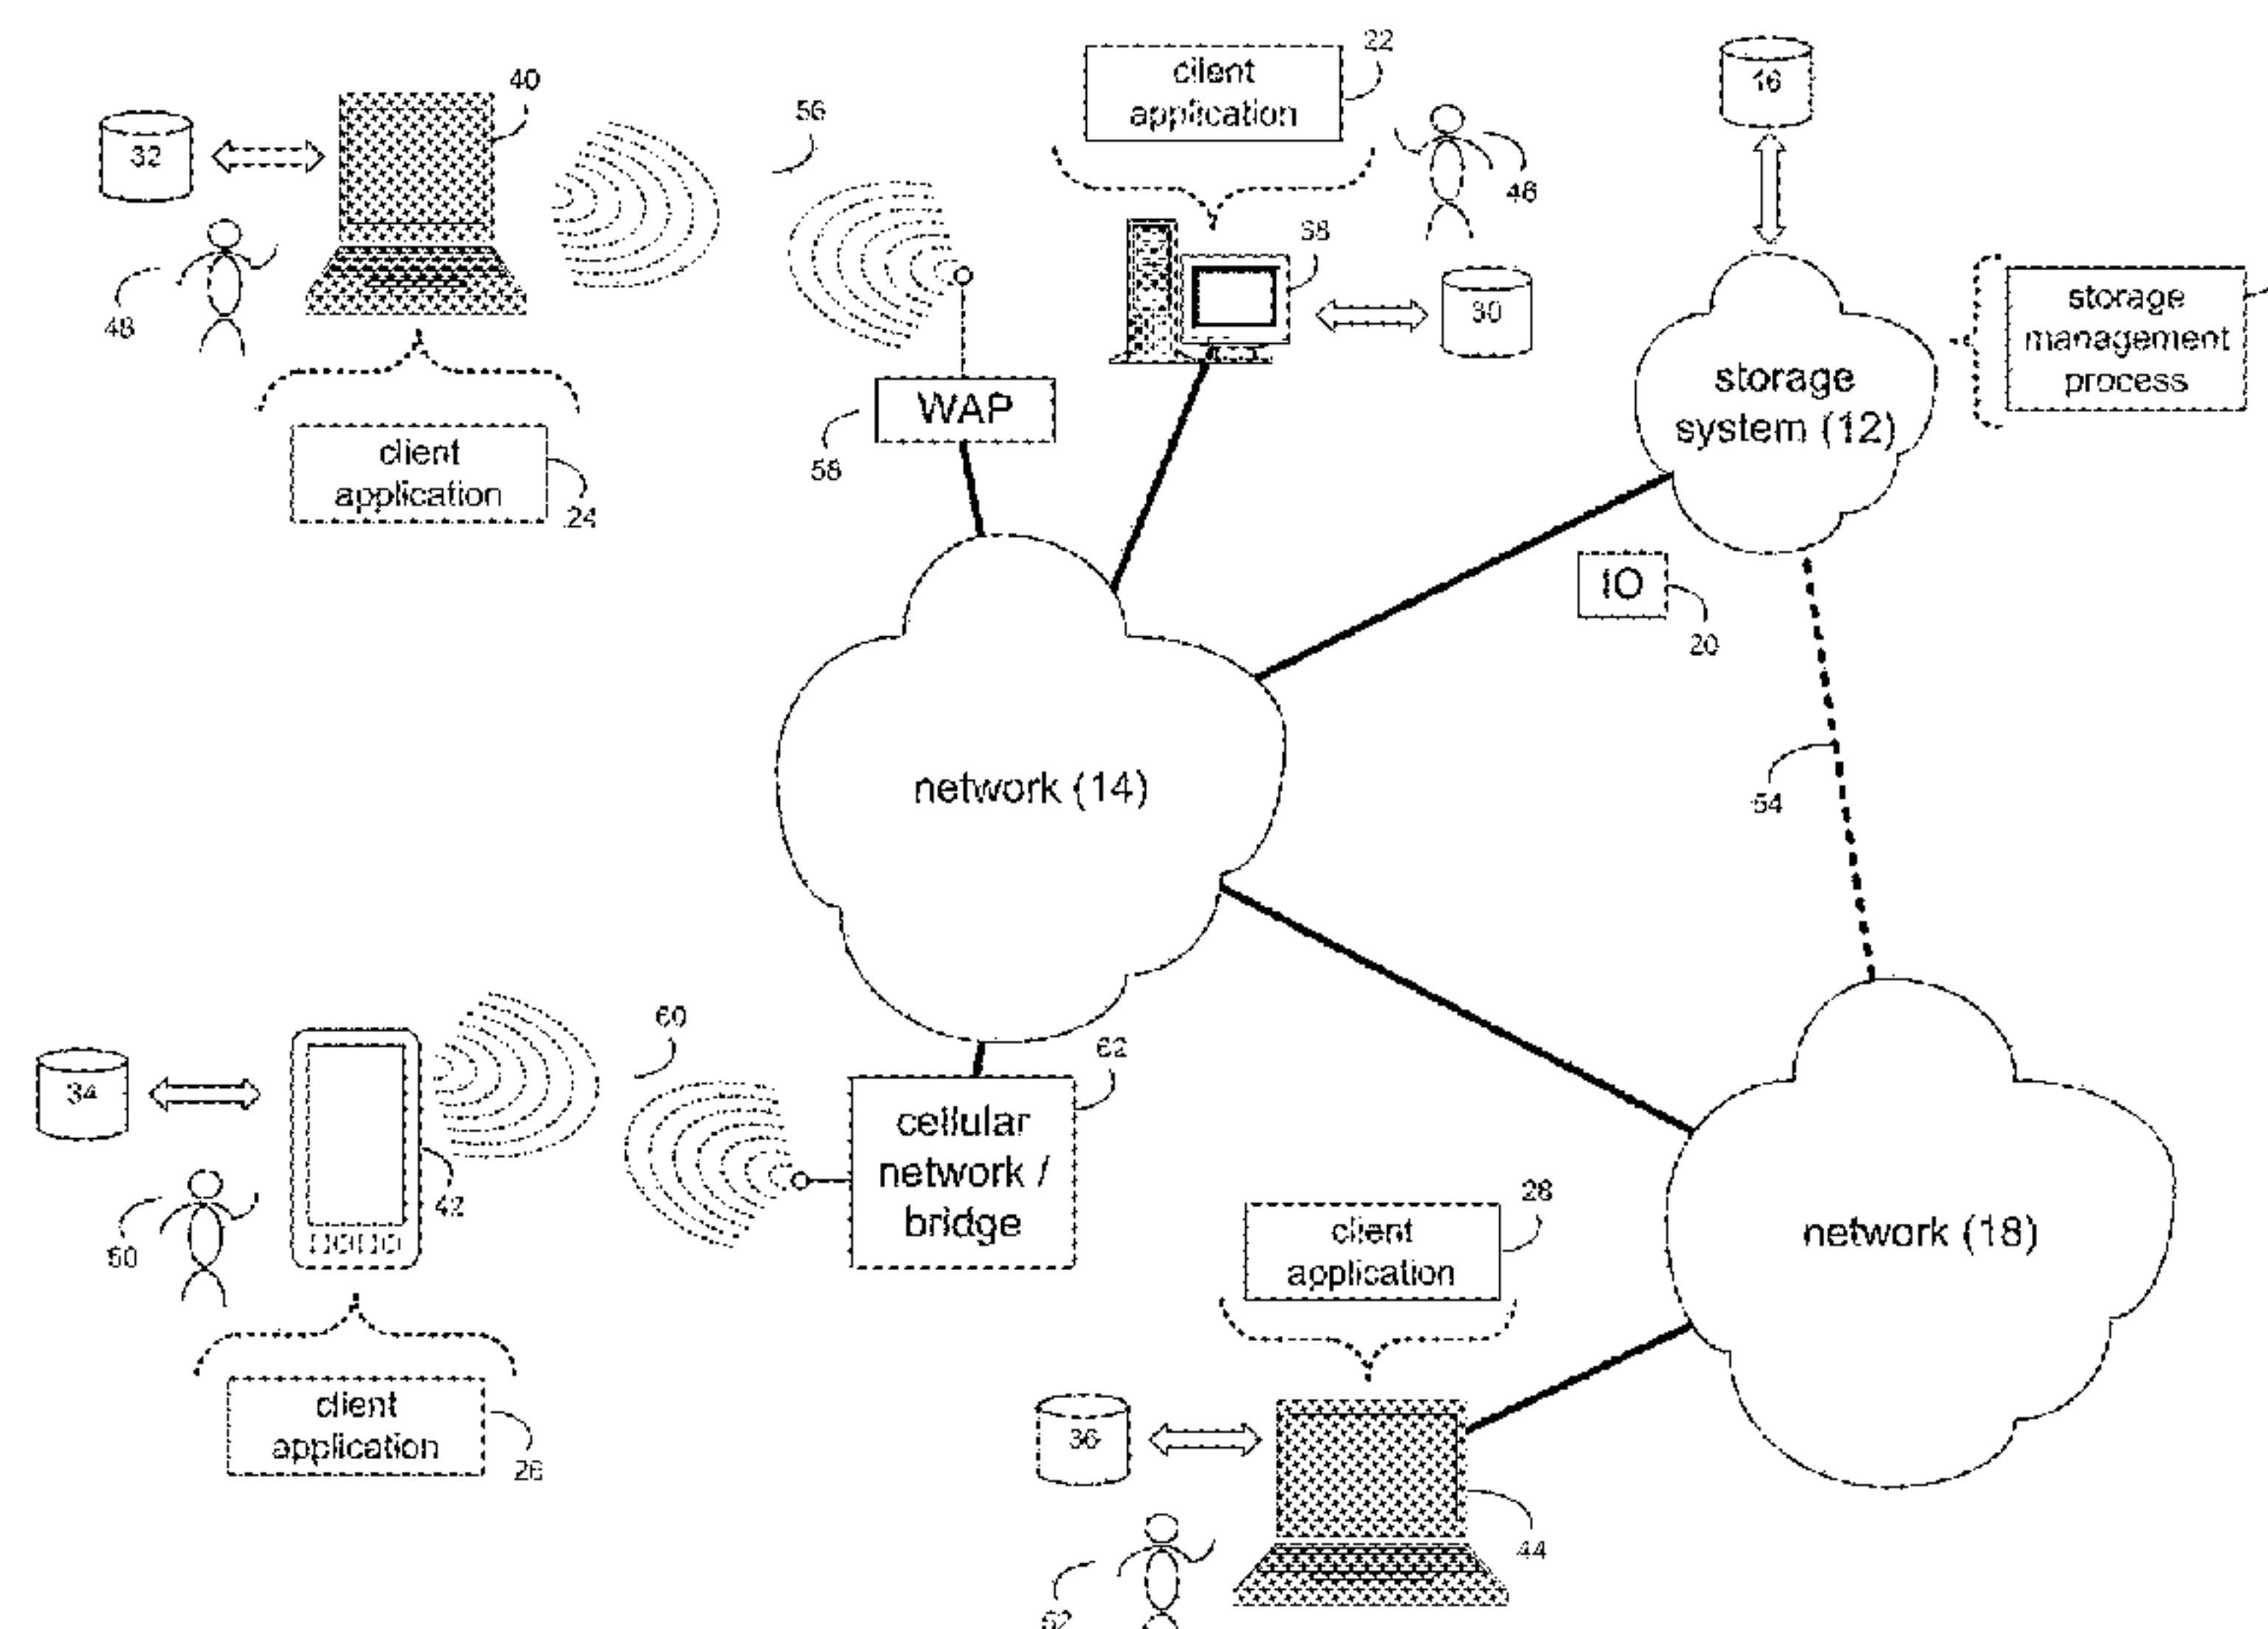 40
32
56
48
client
application
24
22
client
application
46
38
30
WAP
58
16
storage
system (12)
storage
management
process
IO
20
54
network (14)
60
34
42
50
client
application
26
62
cellular
network /
bridge
28
client
application
36
44
52
network (18)